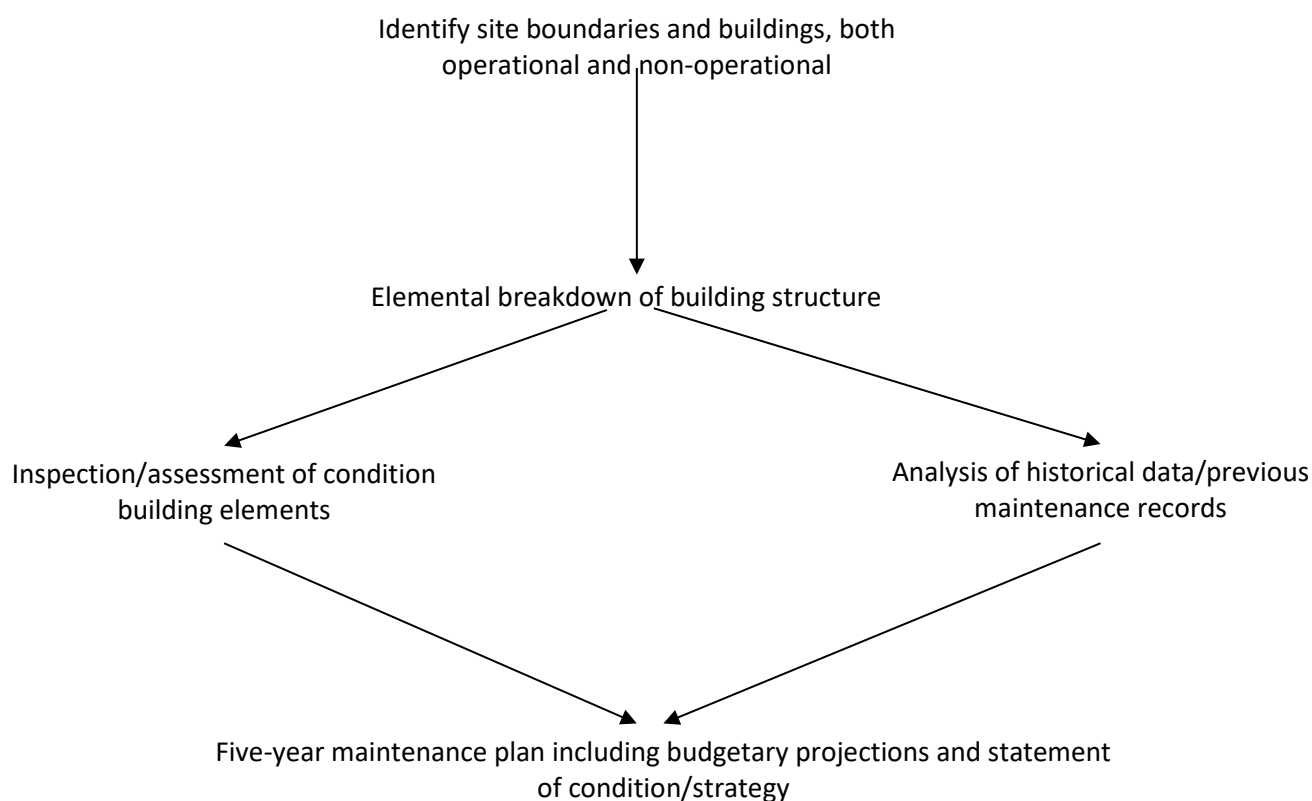 Identify site boundaries and buildings, both
operational and non-operational
Elemental breakdown of building structure
Inspection/assessment of condition
building elements
Analysis of historical data/previous
maintenance records
Five-year maintenance plan including budgetary projections and statement
of condition/strategy